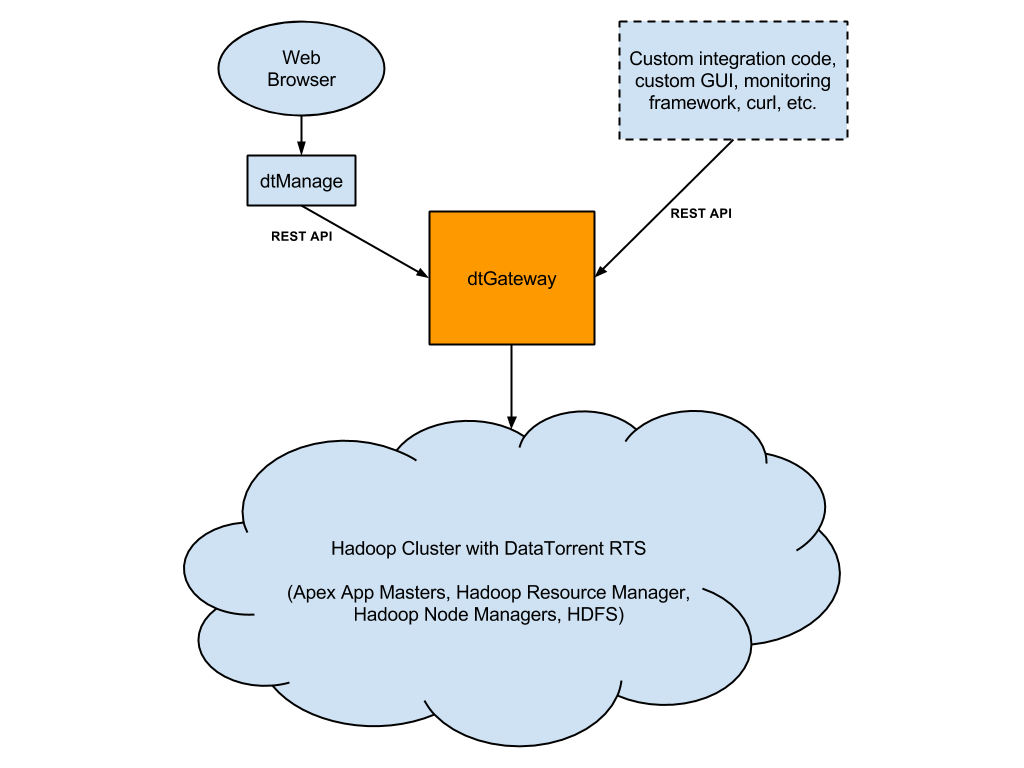 Web
Browser
Custom integration code,
custom GUI, monitoring
framework, curl, etc.
dtManage
REST API
REST API
dtGateway
Hadoop Cluster with DataTorrent RTS
(Apex App Masters, Hadoop Resource Manager,
Hadoop Node Managers, HDFS)